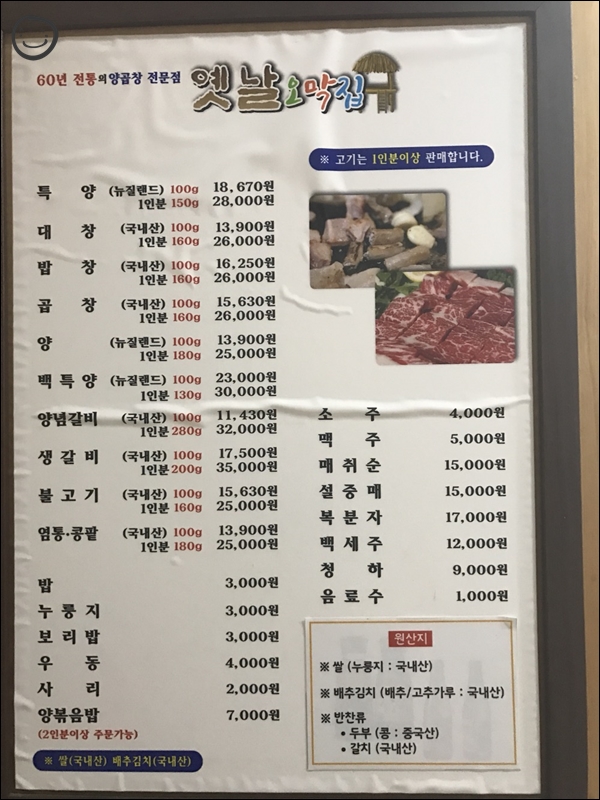 60년 전통의양곱창 전문점 옛날오막집
※ 고기는 1인분이상 판매합니다.
특 양 (뉴질랜드) 100g 18,670원
1인분 150g 28,000원
대 창 (국내산) 100g 13,900원
1인분 160g 26,000원
밥 창 (국내산) 100g 16,250원
1인분 160g 26,000원
곱 창 (국내산) 100g 15,630원
1인분 160g 26,000원
양 (뉴질랜드) 100g 13,900원
1인분 180g 25,000원
백 특 양 (뉴질랜드) 100g 23,000원
1인분 130g 30,000원
양념갈비 (국내산) 100g 11,430원
1인분 280g 32,000원
생 갈 비 (국내산) 100g 17,500원
1인분 200g 35,000원
불 고 기 (국내산) 100g 15,630원
1인분 160g 25,000원
염통·콩팥 (국내산) 100g 13,900원
1인분 180g 25,000원
밥 3,000원
누 룽 지 3,000원
보 리 밥 3,000원
우 동 4,000원
사 리 2,000원
양볶음밥 7,000원
(2인분이상 주문가능)
※ 쌀(국내산) 배추김치(국내산)
소 주 4,000원
맥 주 5,000원
매 취 순 15,000원
설 중 매 15,000원
복 분 자 17,000원
백 세 주 12,000원
청 하 9,000원
음 료 수 1,000원
원산지
※ 쌀 (누룽지 : 국내산)
※ 배추김치 (배추/고추가루 : 국내산)
※ 반찬류
• 두부 (콩 : 중국산)
• 갈치 (국내산)